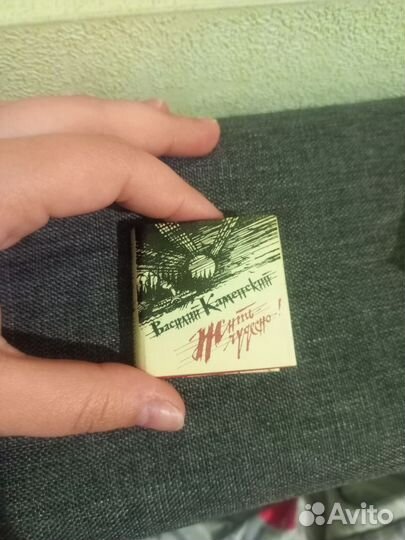 Василий Каменский
Жить
чудесно!
Avito